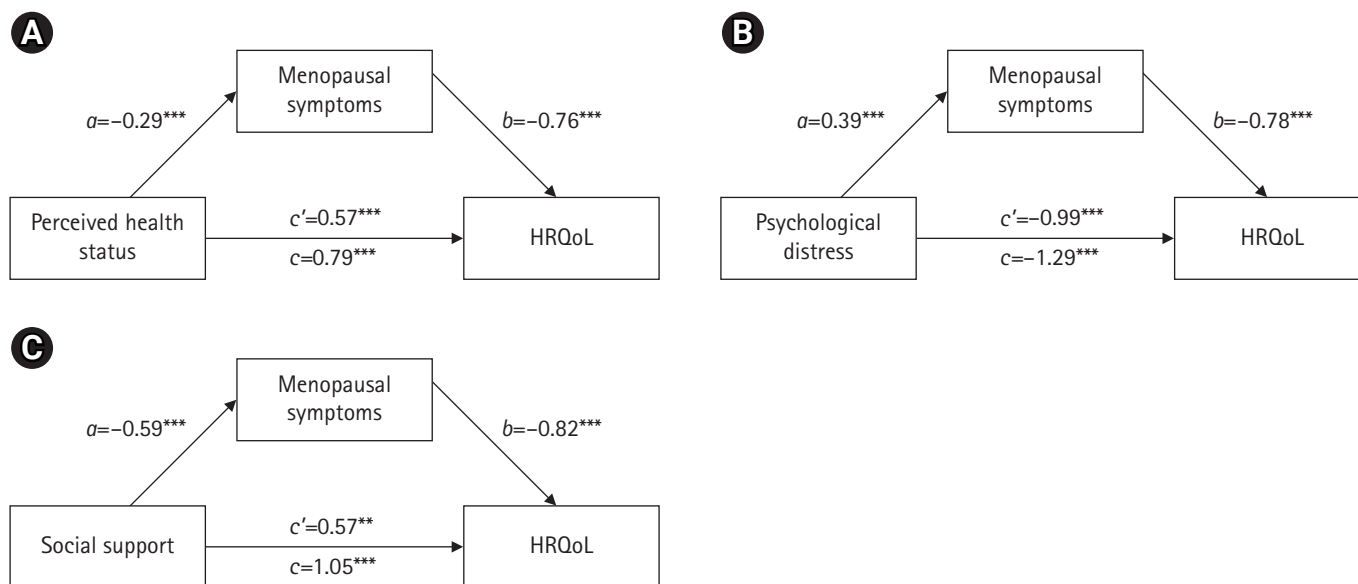 A
Menopausal
symptoms
a=−0.29***
b=−0.76***
Perceived health
status
c′=0.57***
c=0.79***
HRQoL
B
Menopausal
symptoms
a=0.39***
b=−0.78***
Psychological
distress
c′=−0.99***
c=−1.29***
HRQoL
C
Menopausal
symptoms
a=−0.59***
b=−0.82***
Social support
c′=0.57**
c=1.05***
HRQoL